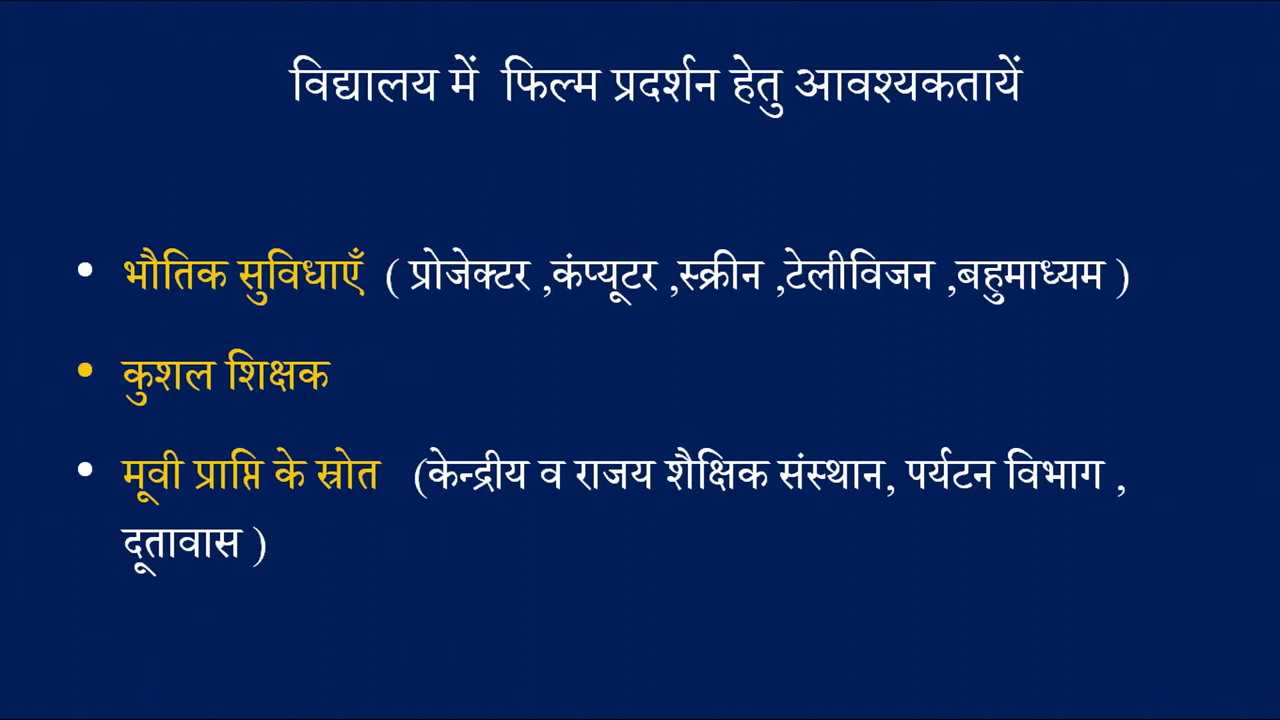 विद्यालय में फिल्म प्रदर्शन हेतु आवश्यकतायें
• भौतिक सुविधाएँ ( प्रोजेक्टर ,कंप्यूटर ,स्क्रीन ,टेलीविजन ,बहुमाध्यम )
• कुशल शिक्षक
• मूवी प्राप्ति के स्रोत (केन्द्रीय व राजय शैक्षिक संस्थान, पर्यटन विभाग ,
दूतावास )